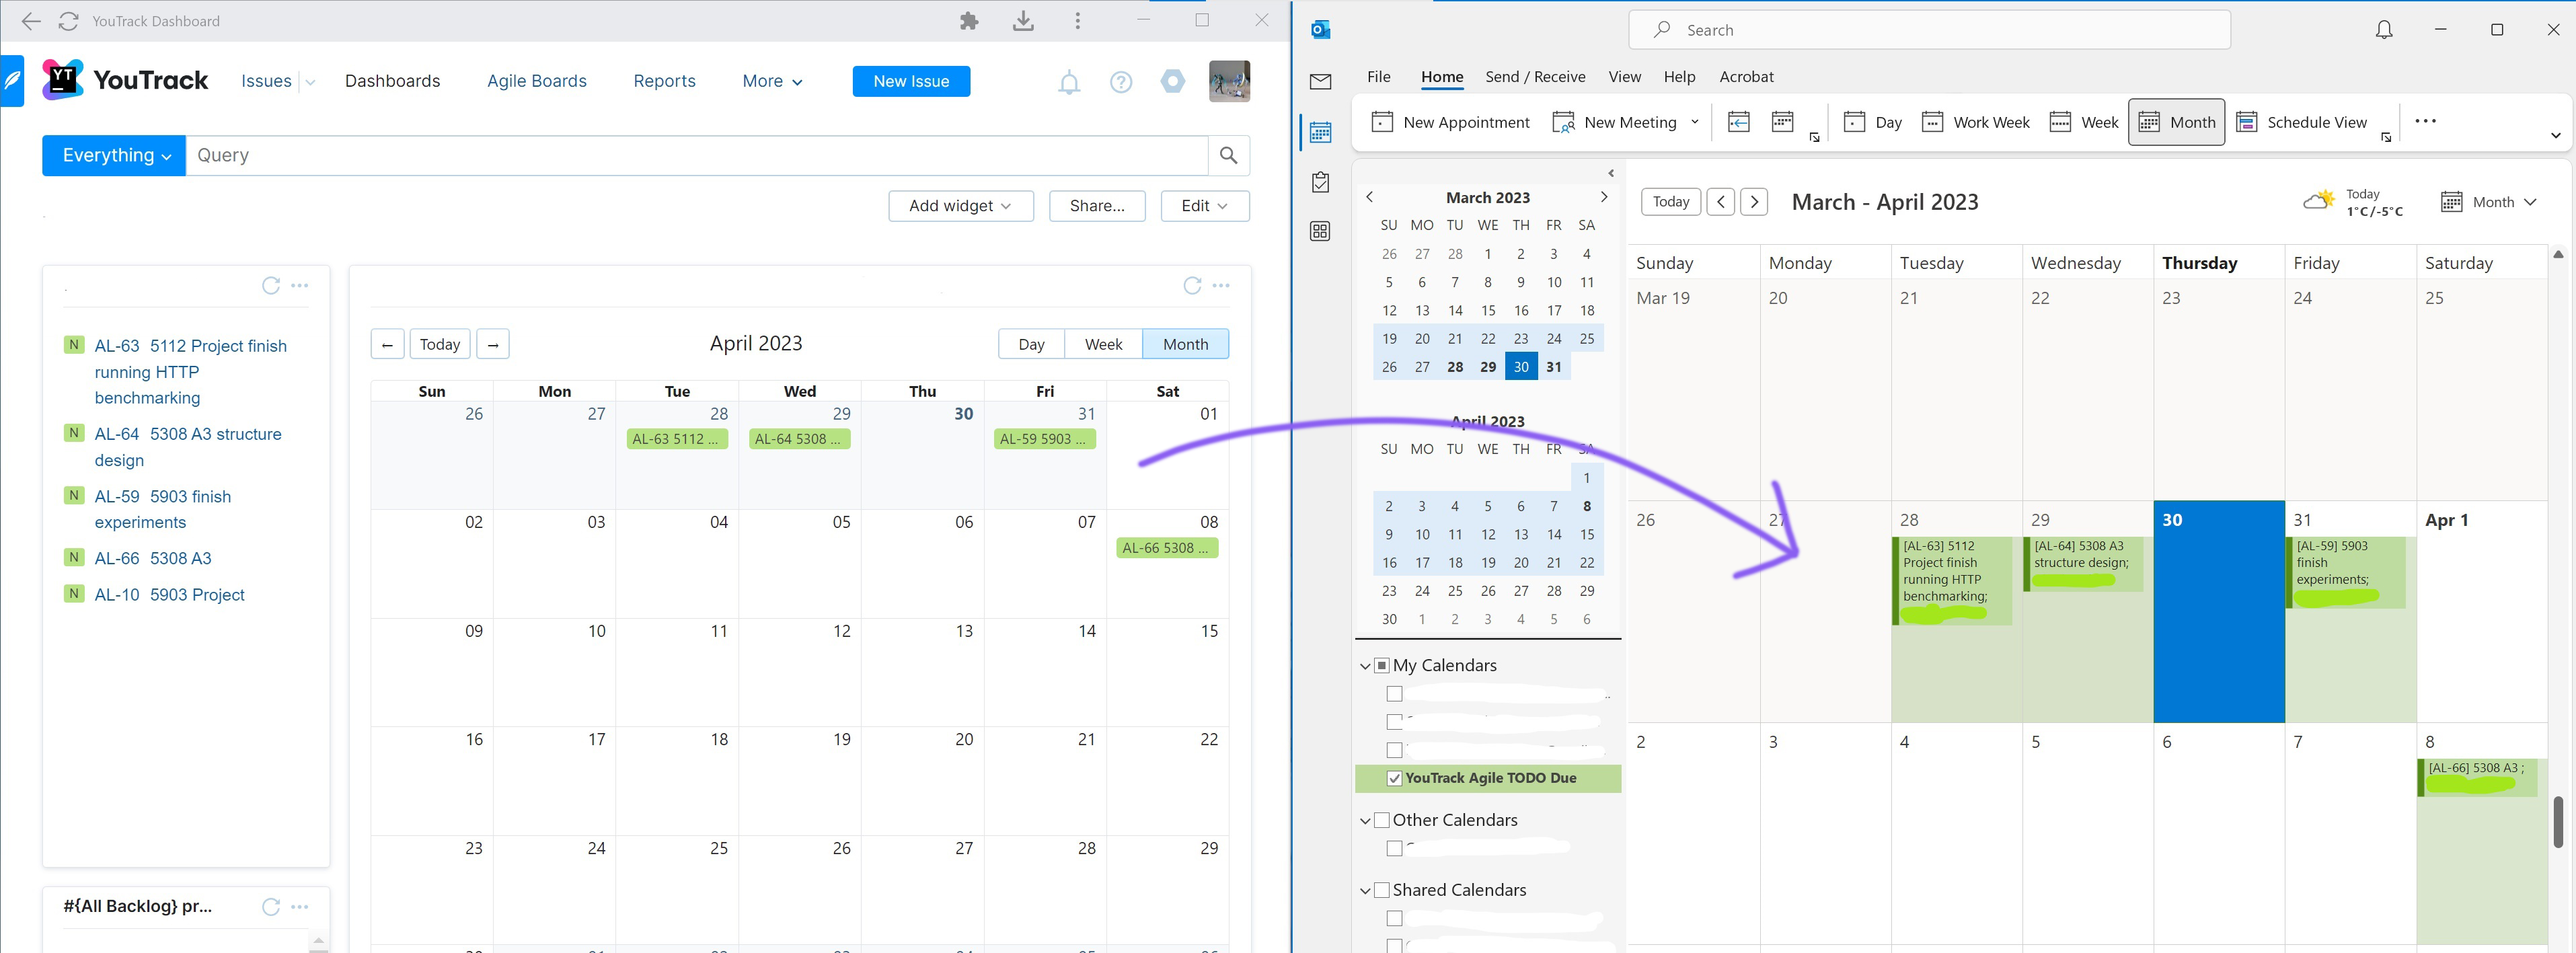 YouTrack Dashboard
YT YouTrack
Issues Dashboards Agile Boards Reports More New Issue
Everything Query
Add widget Share... Edit
N AL-63 5112 Project finish
running HTTP
benchmarking
N AL-64 5308 A3 structure
design
N AL-59 5903 finish
experiments
N AL-66 5308 A3
N AL-10 5903 Project
#{All Backlog} pr...
← Today → April 2023 Day Week Month
Sun Mon Tue Wed Thu Fri Sat
26 27 28 29 30 31 01
AL-63 5112 ... AL-64 5308 ... AL-59 5903 ...
02 03 04 05 06 07 08
AL-66 5308 ...
09 10 11 12 13 14 15
16 17 18 19 20 21 22
23 24 25 26 27 28 29
Search
File Home Send / Receive View Help Acrobat
New Appointment New Meeting Day Work Week Week Month Schedule View ...
March 2023
SU MO TU WE TH FR SA
26 27 28 1 2 3 4
5 6 7 8 9 10 11
12 13 14 15 16 17 18
19 20 21 22 23 24 25
26 27 28 29 30 31
April 2023
SU MO TU WE TH FR SA
1
2 3 4 5 6 7 8
9 10 11 12 13 14 15
16 17 18 19 20 21 22
23 24 25 26 27 28 29
30 1 2 3 4 5 6
My Calendars
YouTrack Agile TODO Due
Other Calendars
Shared Calendars
Today March - April 2023
Today
1°C/-5°C
Month
Sunday Monday Tuesday Wednesday Thursday Friday Saturday
Mar 19 20 21 22 23 24 25
26 27 28 29 30 31 Apr 1
[AL-63] 5112
Project finish
running HTTP
benchmarking;
[AL-64] 5308 A3
structure design;
[AL-59] 5903
finish
experiments;
2 3 4 5 6 7 8
[AL-66] 5308 A3 ;